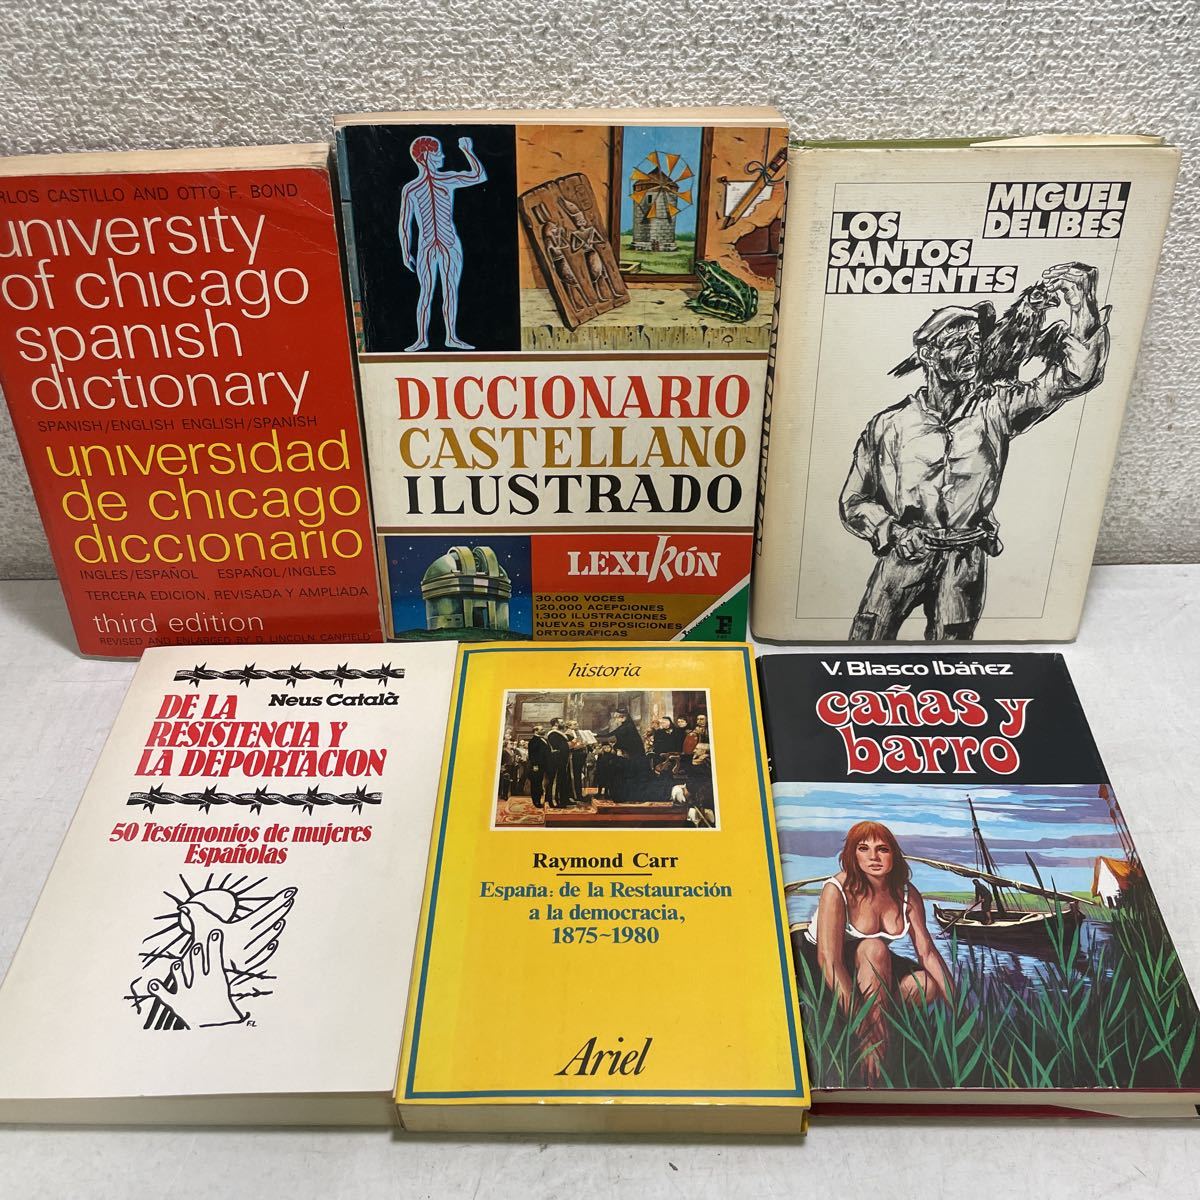 RLOS CASTILLO AND OTTO F. BOND
university
of chicago
spanish
dictionary
SPANISH/ENGLISH ENGLISH/SPANISH
universidad
de chicago
diccionario
INGLES/ESPAÑOL ESPAÑOL/INGLES
TERCERA EDICION, REVISADA Y AMPLIADA
third edition
REVISED AND ENLARGED BY D. LINCOLN CANFIELD
DICCIONARIO
CASTELLANO
ILUSTRADO
LEXIKÓN
30.000 VOCES
120.000 ACEPCIONES
1.300 ILUSTRACIONES
NUEVAS DISPOSICIONES
ORTOGRÁFICAS
MIGUEL
DELIBES
LOS
SANTOS
INOCENTES
Neus Català
DE LA
RESISTENCIA Y
LA DEPORTACION
50 Testimonios de mujeres
Españolas
F.L
historia
Raymond Carr
España: de la Restauración
a la democracia,
1875~1980
Ariel
V. Blasco Ibáñez
cañas y
barro